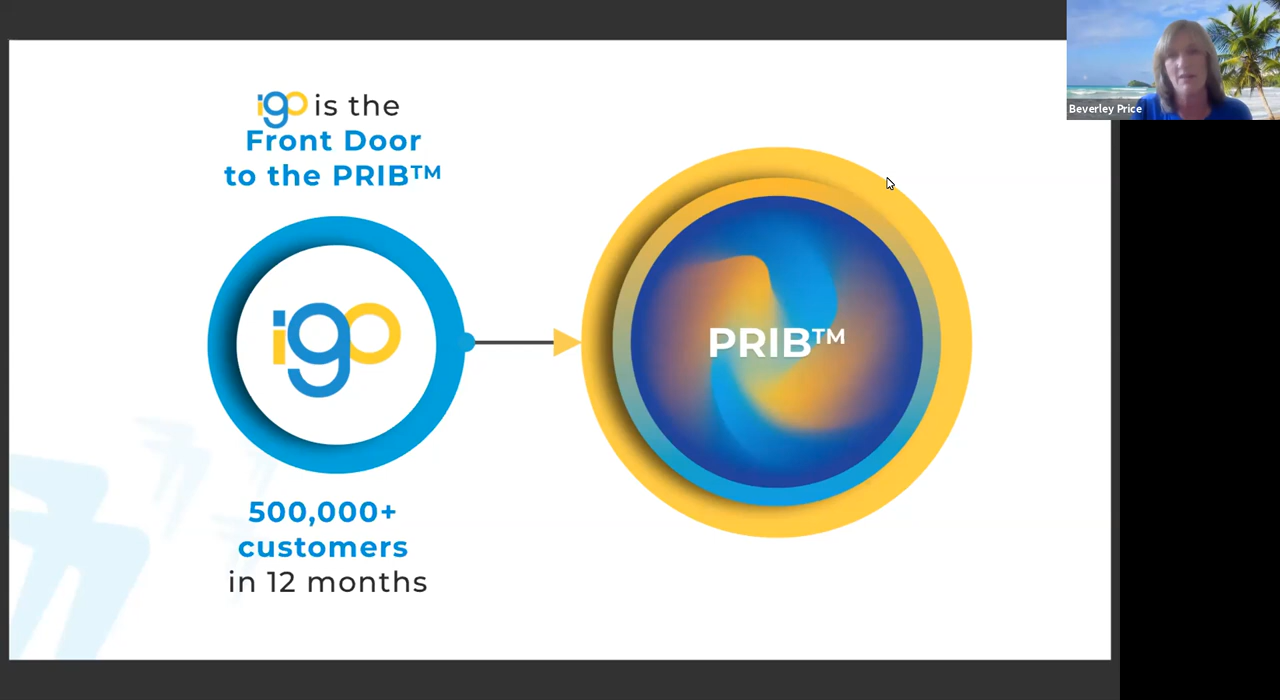 igo is the
Front Door
to the PRIB™
igo
PRIB™
500,000+
customers
in 12 months
Beverley Price